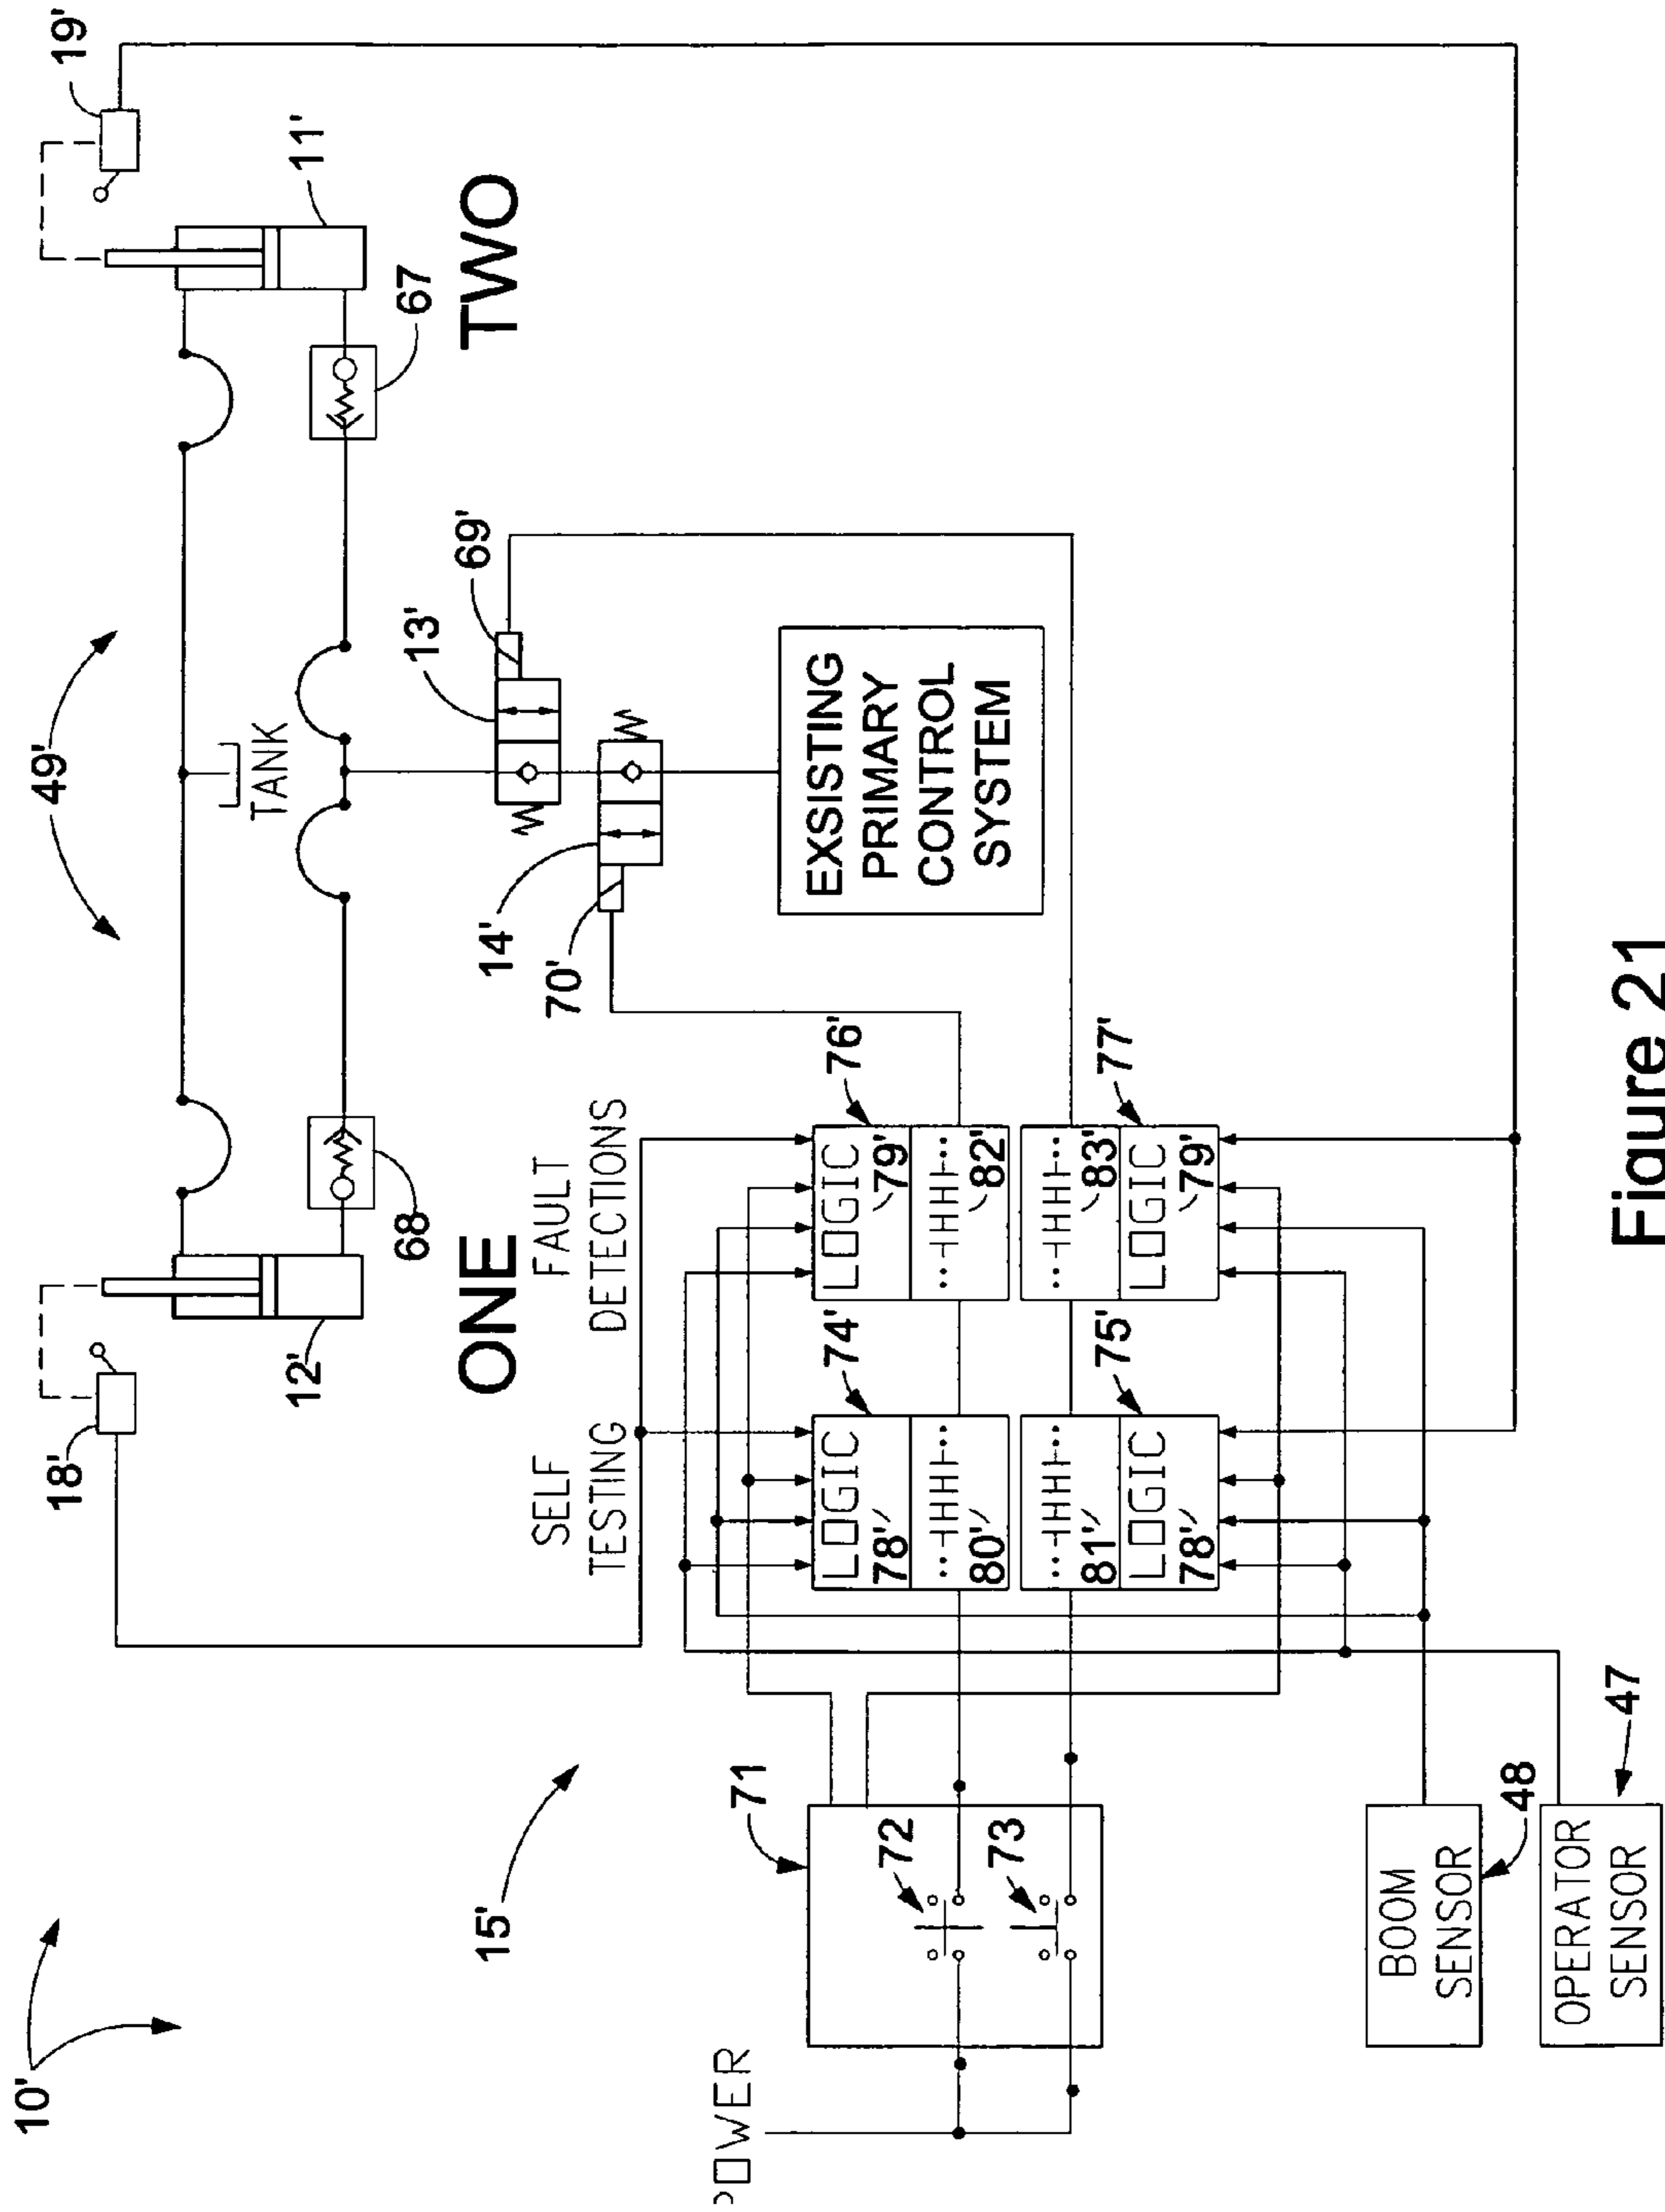 10'
49'
19'
18'
12'
11'
68
67
ONE
TWO
TANK
15'
13'
69'
14'
70'
SELF
TESTING
FAULT
DETECTIONS
EXSISTING
PRIMARY
CONTROL
SYSTEM
POWER
71
72
73
74'
LOGIC
78'
80'
76'
LOGIC
79'
82'
81'
LOGIC
78'
75'
83'
LOGIC
79'
77'
BOOM
SENSOR
48
OPERATOR
SENSOR
47
Figure 21